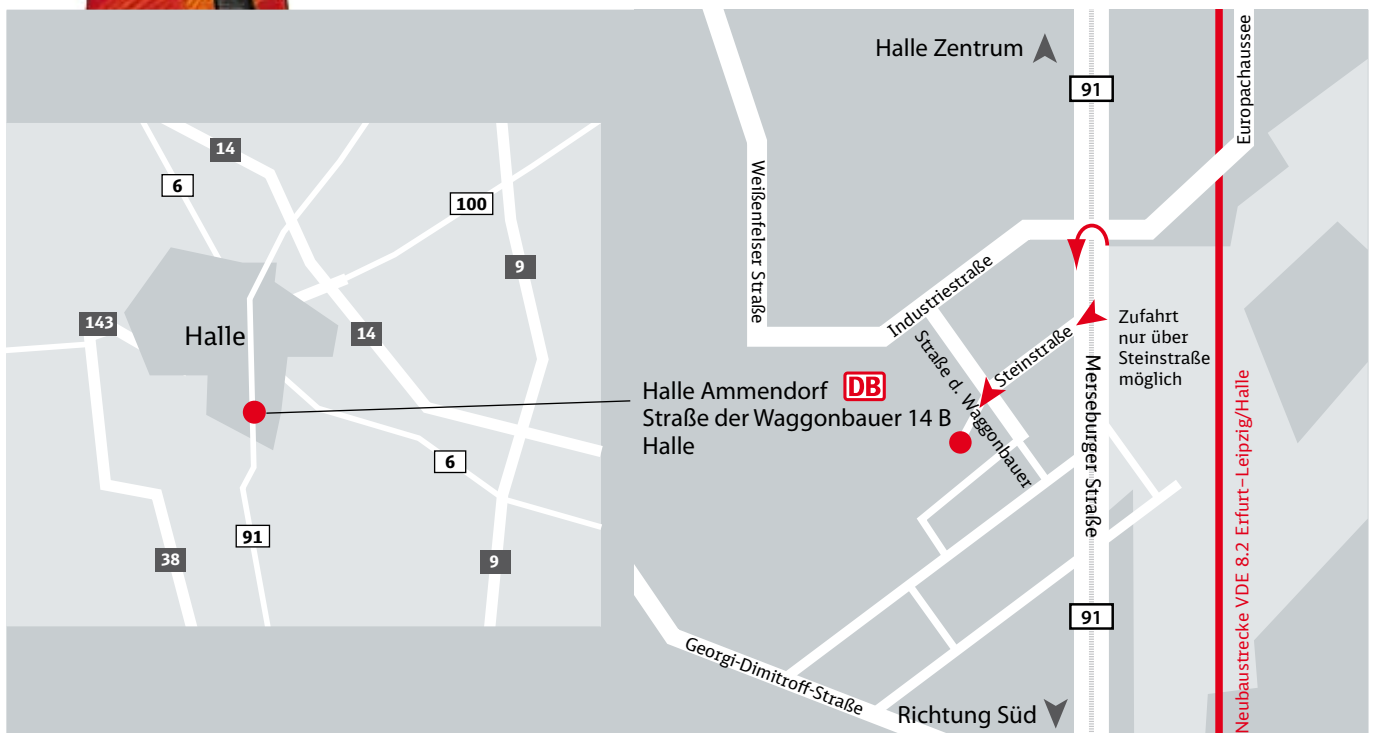 14
6
100
9
143
Halle
14
6
91
38
9
Halle Ammendorf DB
Straße der Waggonbauer 14 B
Halle
Halle Zentrum
91
Europachaussee
Weißenfelser Straße
Industriestraße
Straße d. Waggonbauer
Steinstraße
Zufahrt
nur über
Steinstraße
möglich
Merseburger Straße
Neubaustrecke VDE 8.2 Erfurt–Leipzig/Halle
91
Georgi-Dimitroff-Straße
Richtung Süd